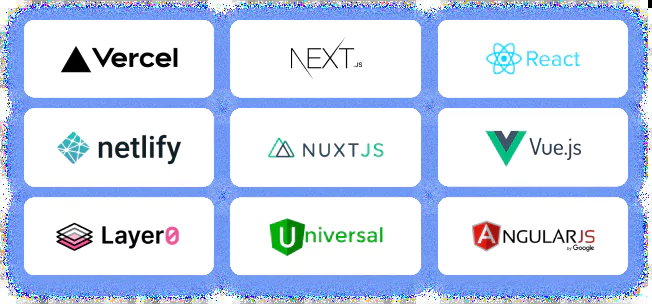 Vercel
NEXT.JS
React
netlify
NUXTJS
Vue.js
Layer0
Universal
ANGULARJS
by Google